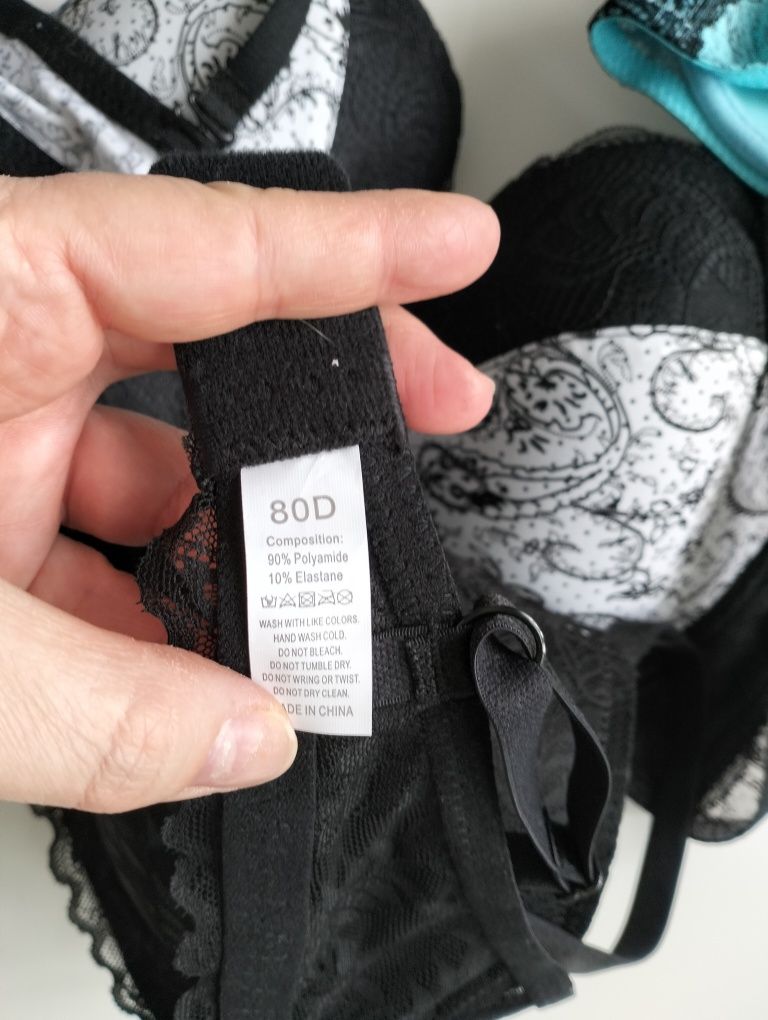 80D
Composition:
90% Polyamide
10% Elastane
WASH WITH LIKE COLORS.
HAND WASH COLD.
DO NOT BLEACH.
DO NOT TUMBLE DRY.
DO NOT WRING OR TWIST.
DO NOT DRY CLEAN.
ADE IN CHINA